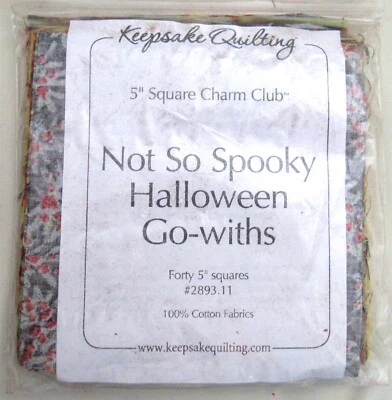 Keepsake Quilting
5" Square Charm Club™
Not So Spooky
Halloween
Go-withs
Forty 5" squares
#2893.11
100% Cotton Fabrics
www.keepsakequilting.com